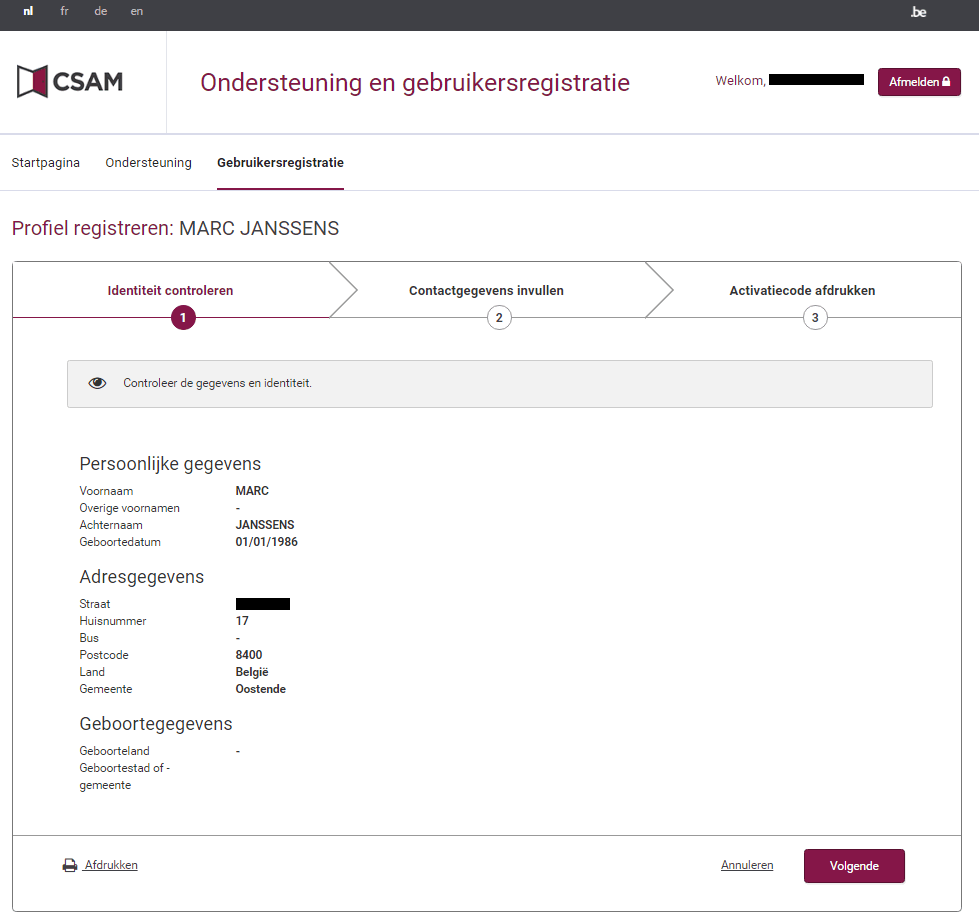 nl fr de en .be
CSAM
Ondersteuning en gebruikersregistratie
Welkom,
Afmelden
Startpagina Ondersteuning Gebruikersregistratie
Profiel registreren: MARC JANSSENS
Identiteit controleren Contactgegevens invullen Activatiecode afdrukken
1 2 3
Controleer de gegevens en identiteit.
Persoonlijke gegevens
Voornaam MARC
Overige voornamen -
Achternaam JANSSENS
Geboortedatum 01/01/1986
Adresgegevens
Straat
Huisnummer 17
Bus -
Postcode 8400
Land België
Gemeente Oostende
Geboortegegevens
Geboorteland -
Geboortestad of -
gemeente
Afdrukken Annuleren Volgende